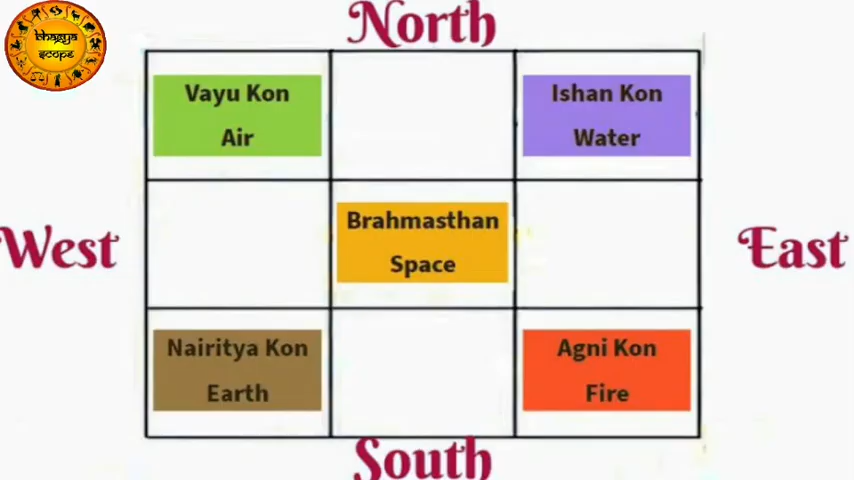 bhagya
scope
North
Vayu Kon
Air
Ishan Kon
Water
West
Brahmasthan
Space
East
Nairitya Kon
Earth
Agni Kon
Fire
South